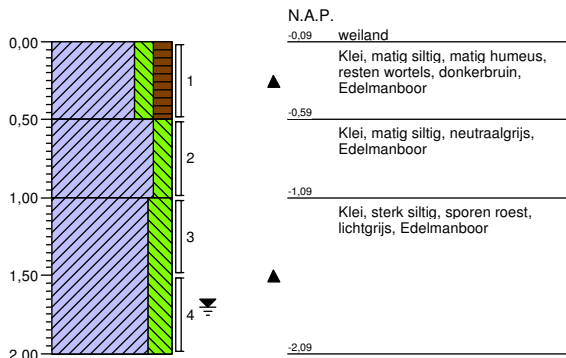 N.A.P.
0,00
-0,09 weiland
Klei, matig siltig, matig humeus,
resten wortels, donkerbruin,
Edelmanboor
1
0,50
-0,59
Klei, matig siltig, neutraalgrijs,
Edelmanboor
2
1,00
-1,09
Klei, sterk siltig, sporen roest,
lichtgrijs, Edelmanboor
3
1,50
4
2,00
-2,09